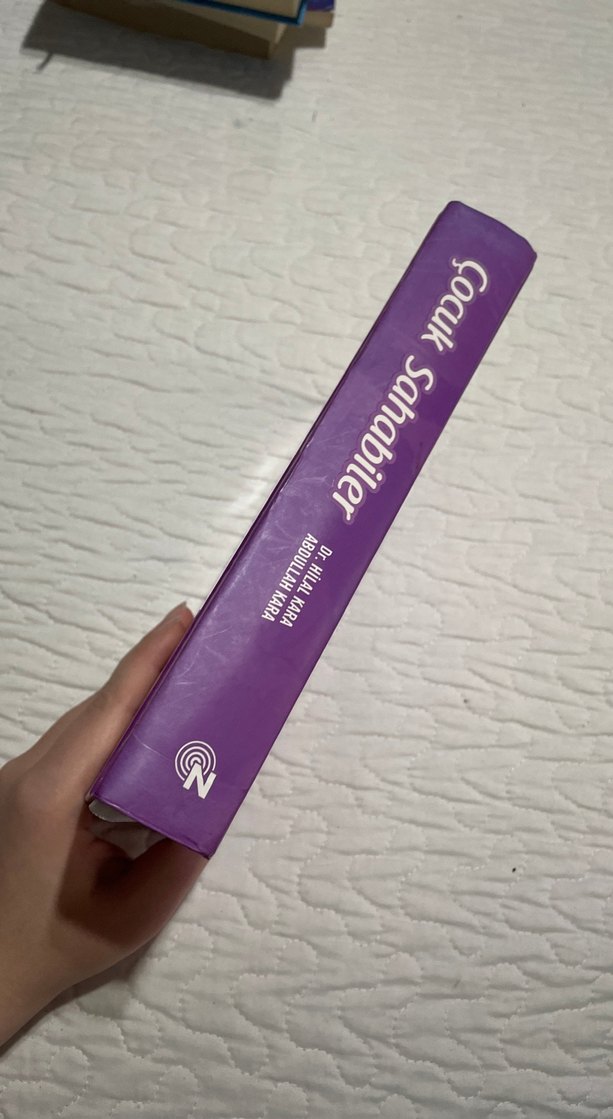 Çocuk Sahabiler
Dr. HİLAL KARA
ABDULLAH KARA
N